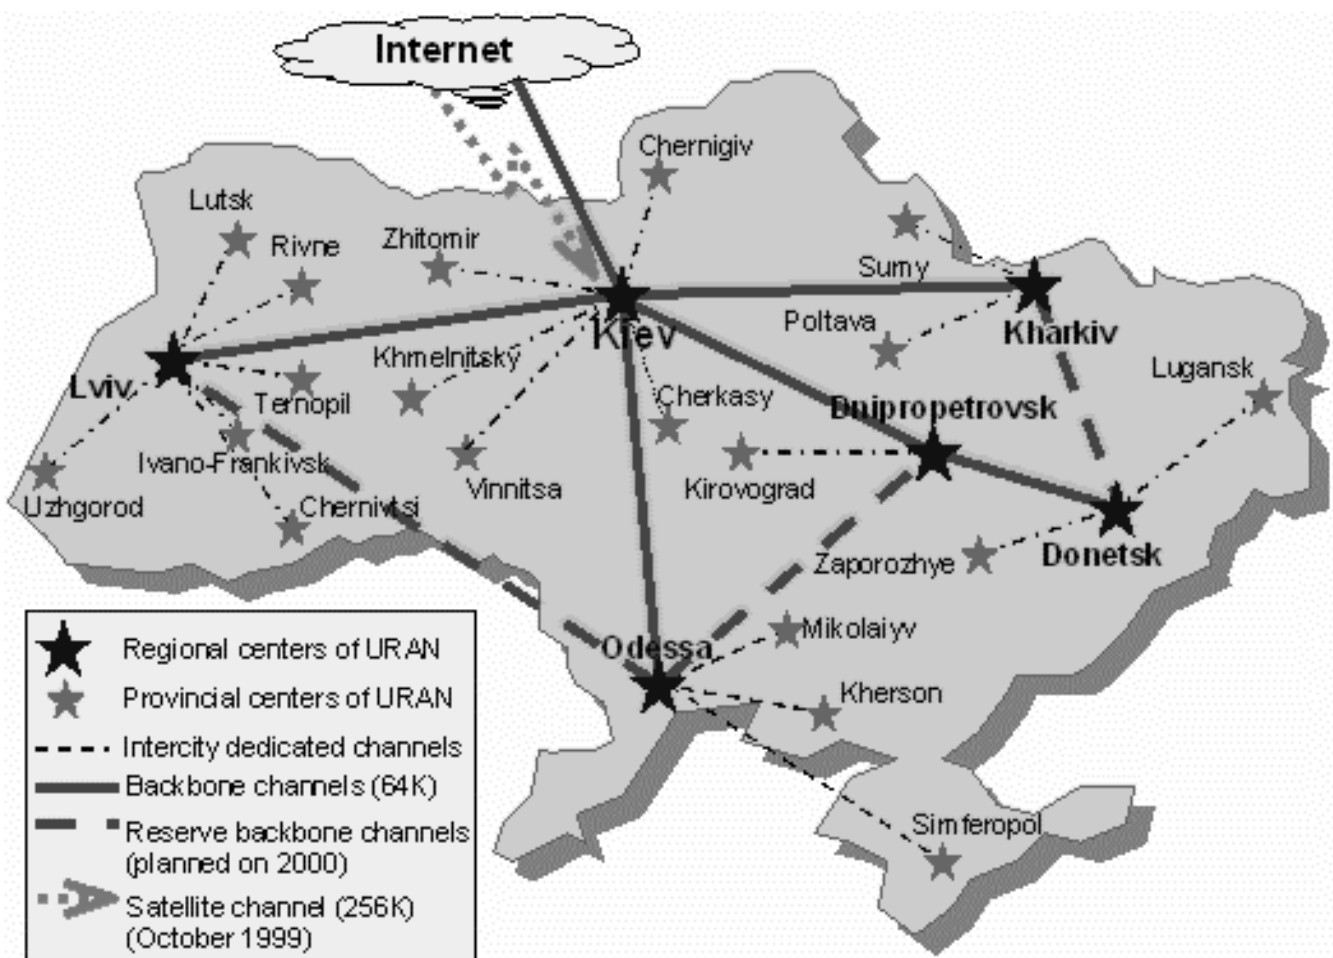 Internet
Chernigiv
Lutsk
Rivne
Zhitomir
Sumy
Kiev
Poltava
Kharkiv
Khmelnitský
Lugansk
Lviv
Ternopil
Cherkasy
Dnipropetrovsk
Ivano-Frankivsk
Vinnitsa
Kirovograd
Uzhgorod
Chernivtsi
Zaporozhye
Donetsk
Odessa
Mikolaiyv
Kherson
Simferopol
Regional centers of URAN
Provincial centers of URAN
Intercity dedicated channels
Backbone channels (64K)
Reserve backbone channels
(planned on 2000)
Satellite channel (256K)
(October 1999)